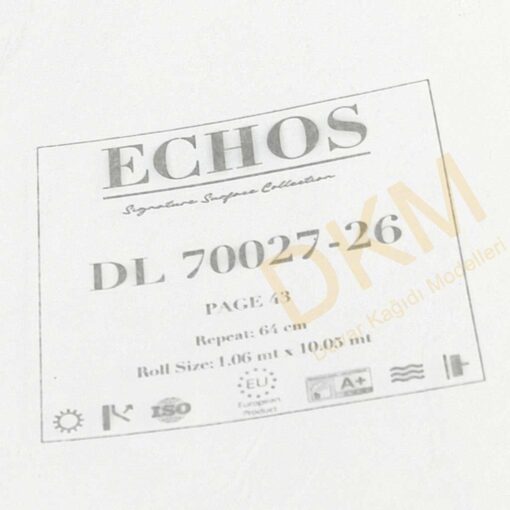 ECHOS
Signature Surface Collection
DL 70027-26
PAGE 43
Repeat: 64 cm
Roll Size: 1.06 mt x 10.05 mt
ISO
EU
European
Product
A+
DKM
Duvar Kağıdı Modelleri